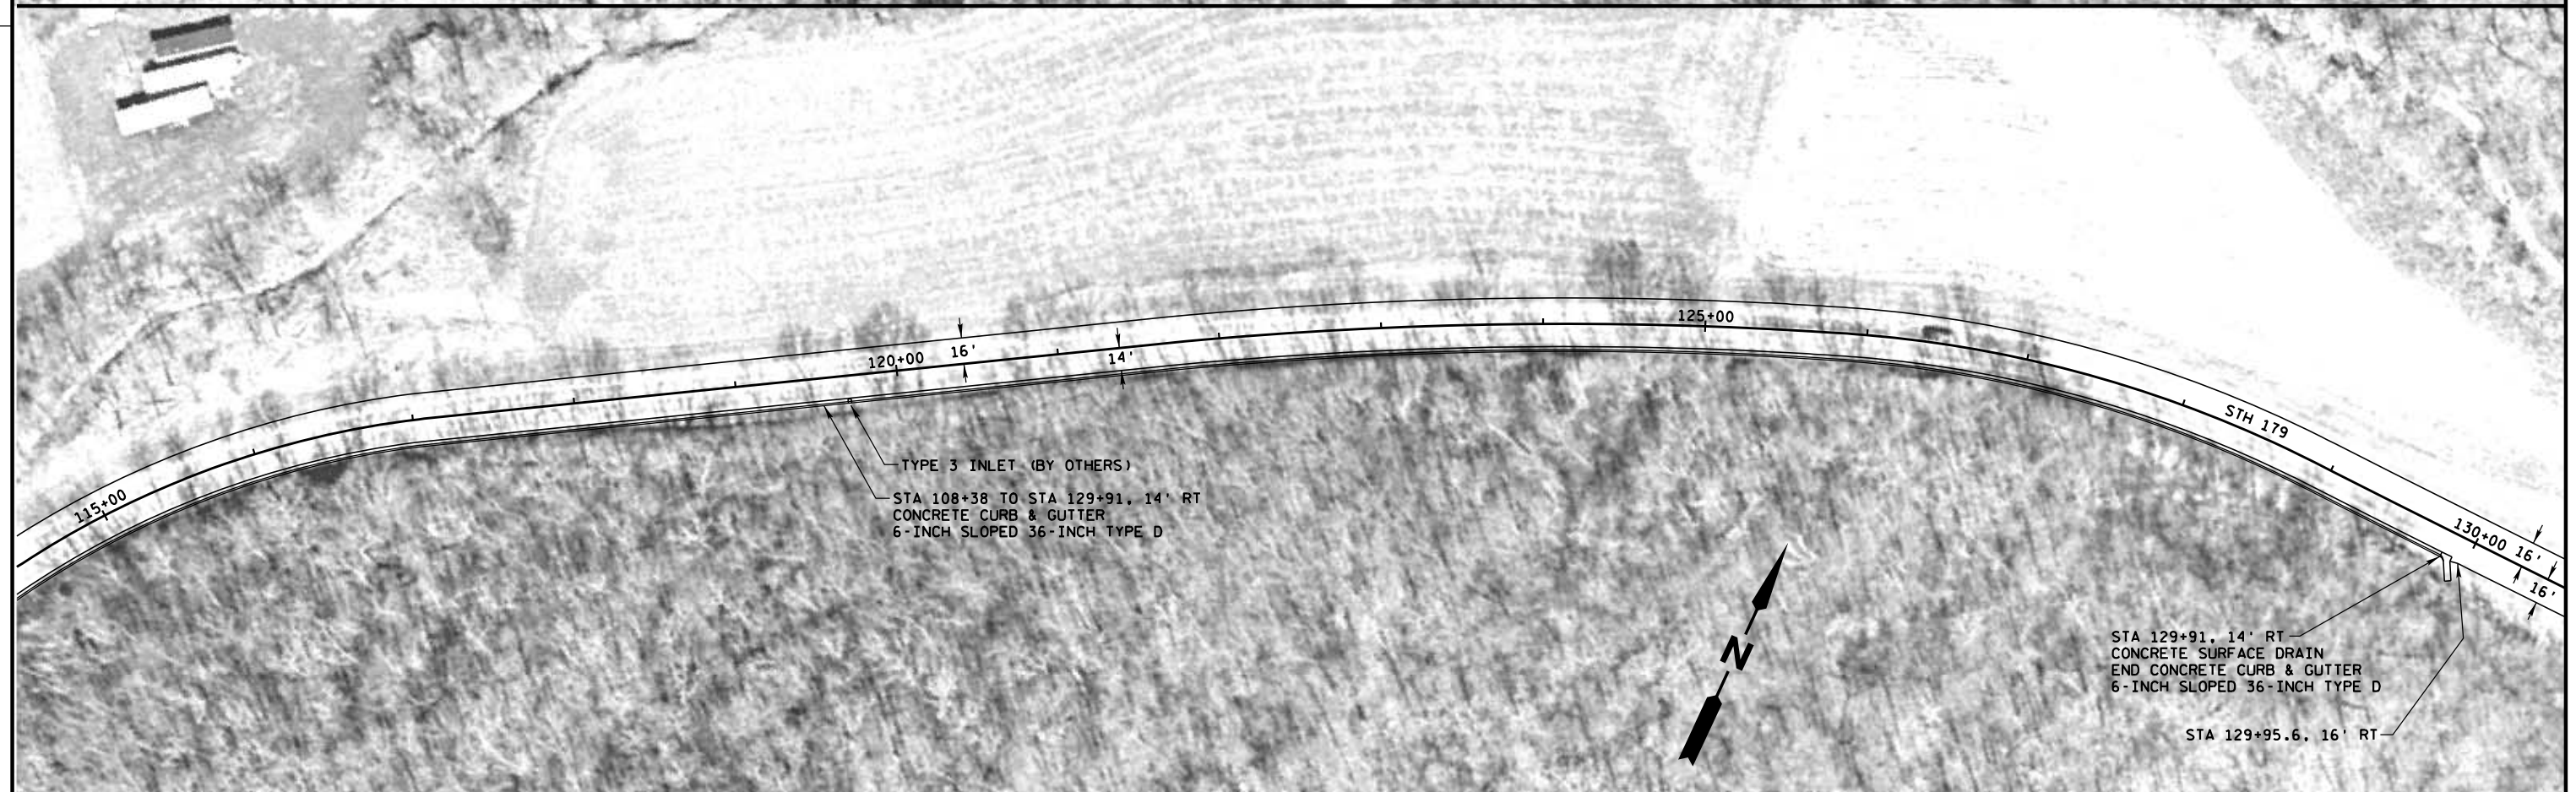 125+00
120+00
16'
14'
STH 179
TYPE 3 INLET (BY OTHERS)
STA 108+38 TO STA 129+91, 14' RT
CONCRETE CURB & GUTTER
6-INCH SLOPED 36-INCH TYPE D
115+00
130+00
16'
16'
N
STA 129+91, 14' RT
CONCRETE SURFACE DRAIN
END CONCRETE CURB & GUTTER
6-INCH SLOPED 36-INCH TYPE D
STA 129+95.6, 16' RT